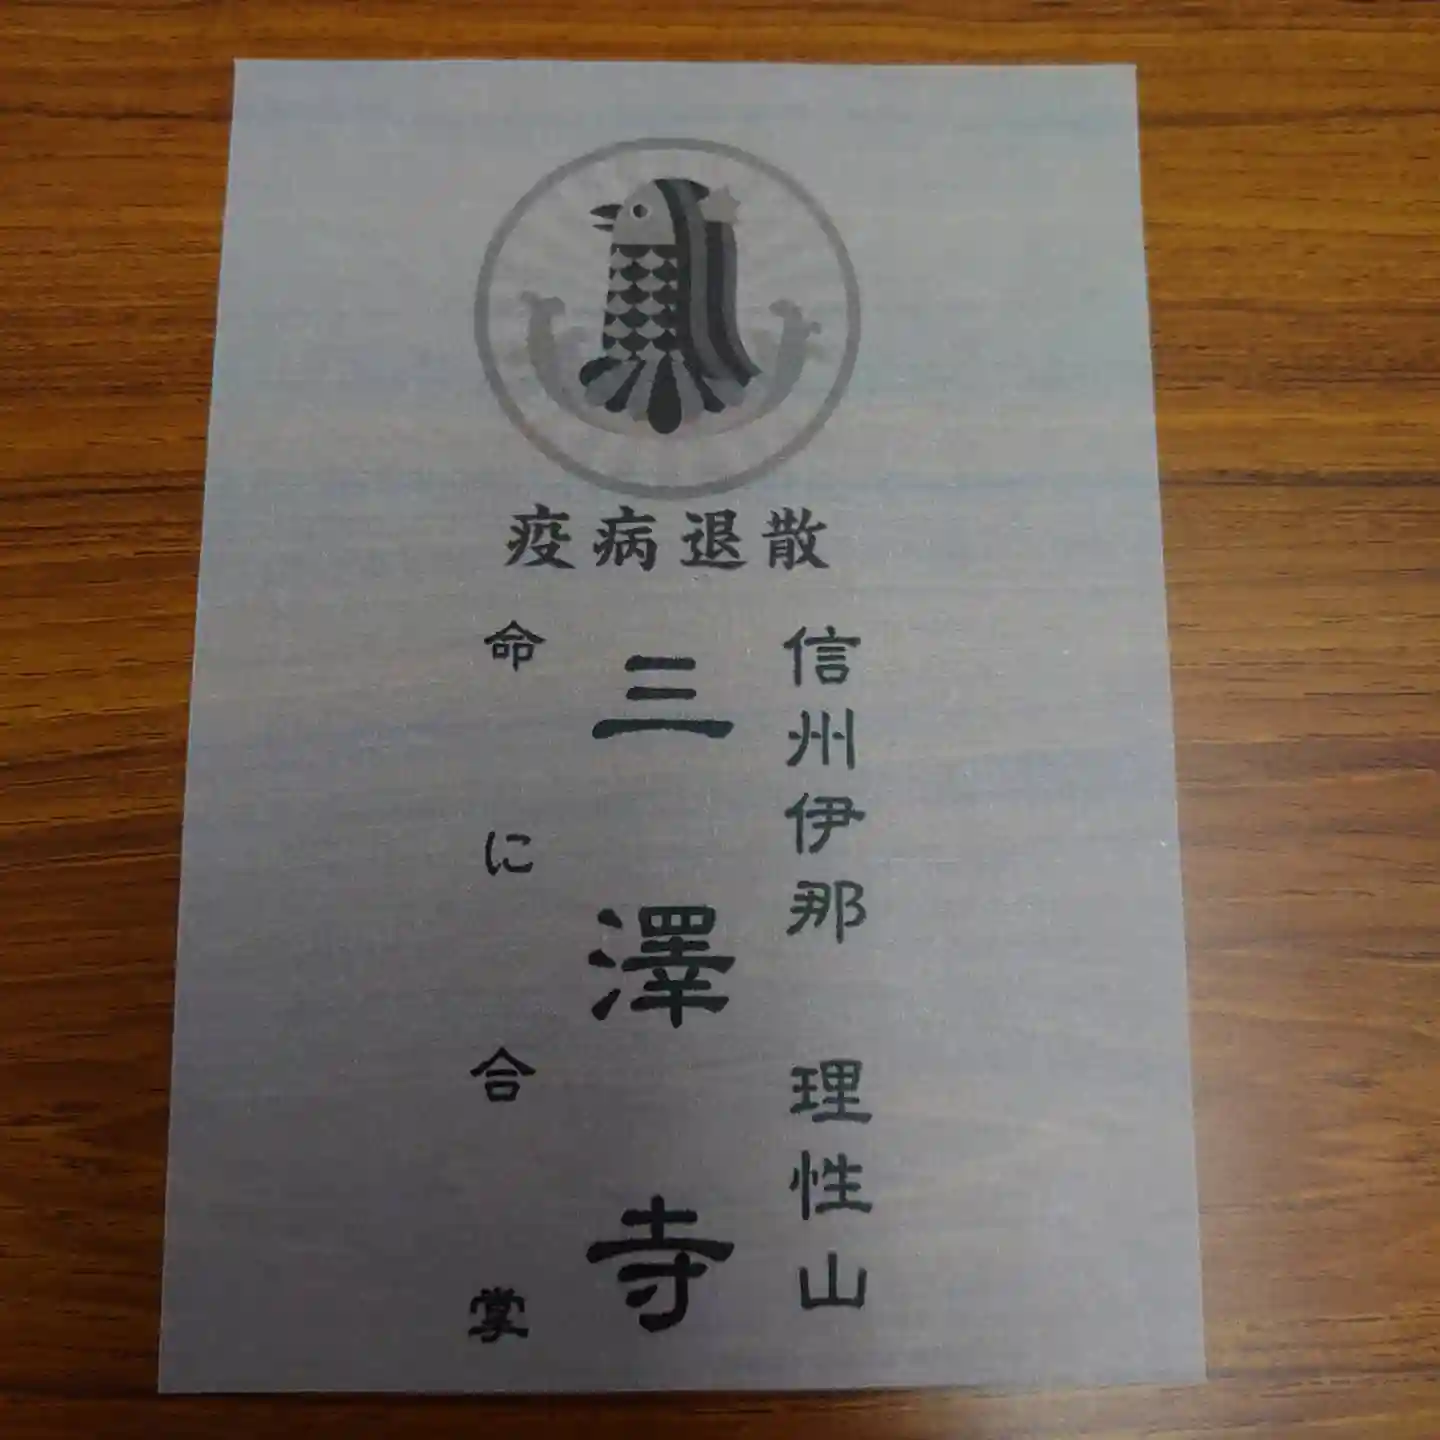 疫病退散
信州伊那 理性山
三澤寺
命に合掌